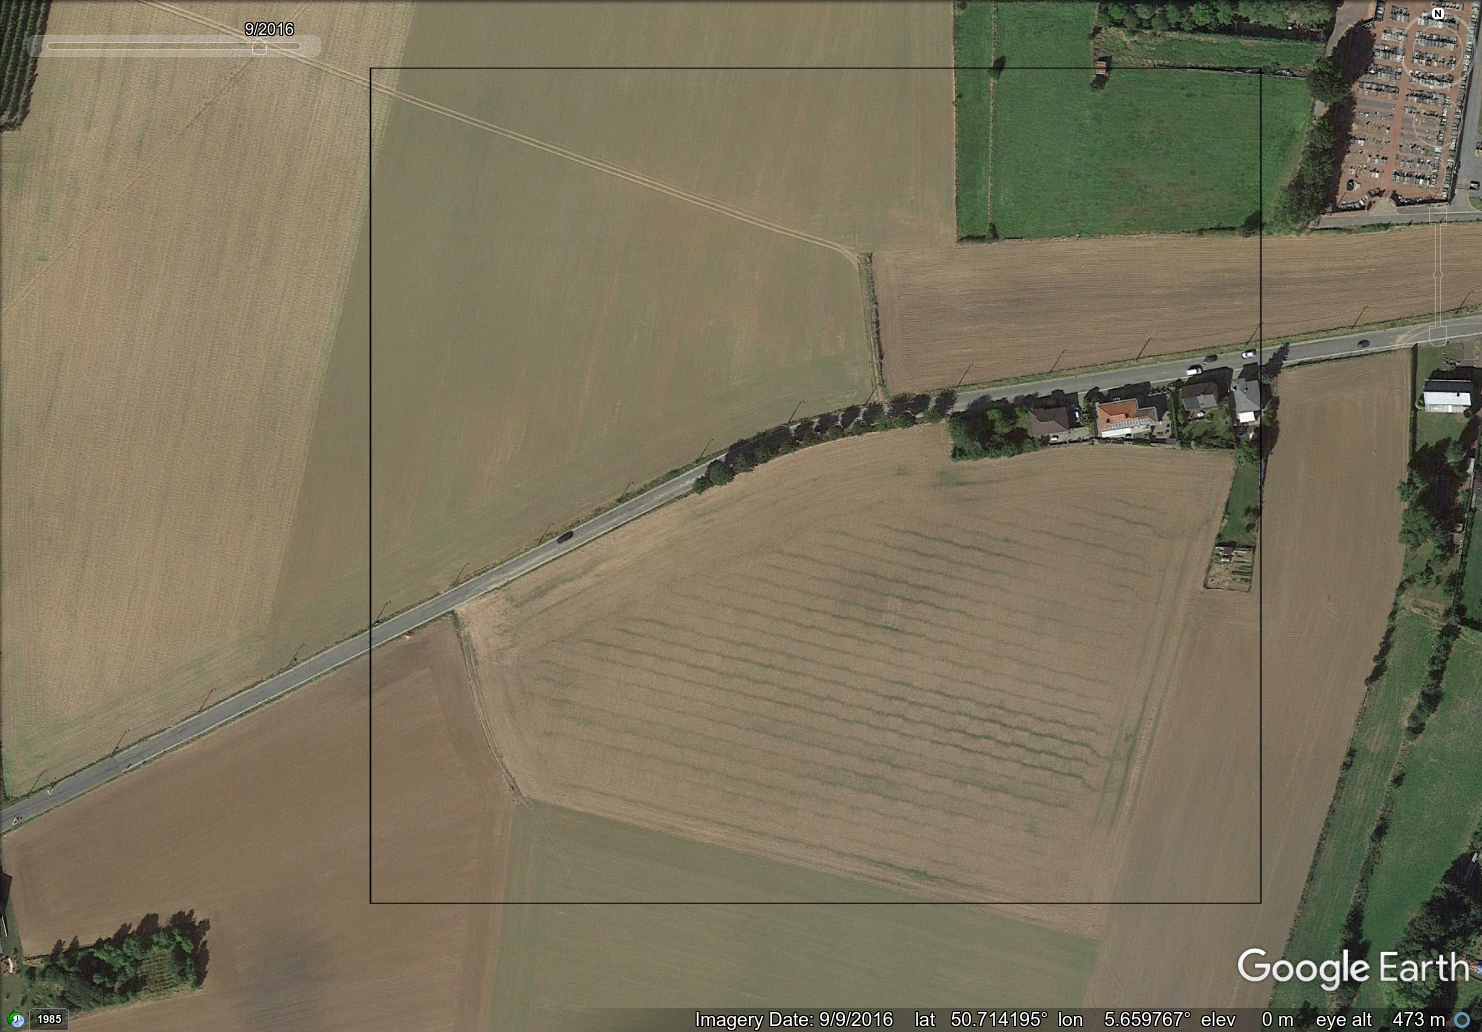 9/2016
N
Google Earth
1985
Imagery Date: 9/9/2016 lat 50.714195° lon 5.659767° elev 0 m eye alt 473 m